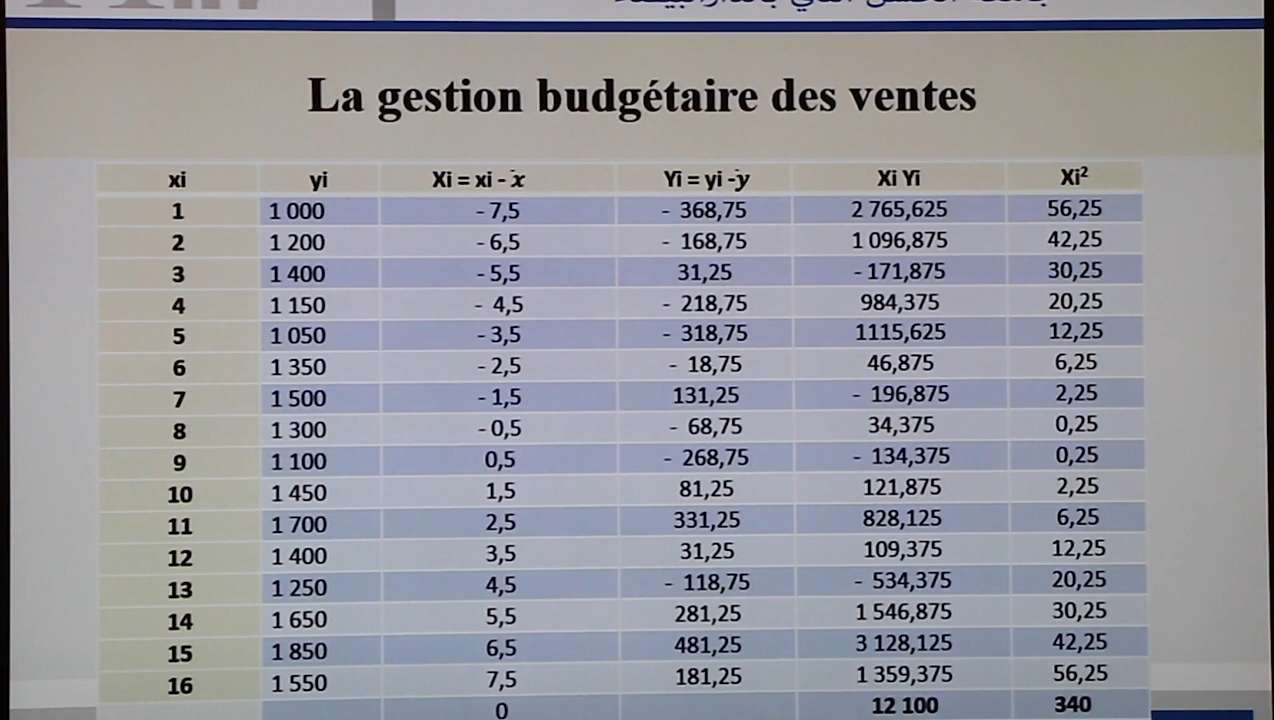 La gestion budgétaire des ventes
xi yi Xi = xi - x̄ Yi = yi -ȳ Xi Yi Xi²
1 1 000 - 7,5 - 368,75 2 765,625 56,25
2 1 200 - 6,5 - 168,75 1 096,875 42,25
3 1 400 - 5,5 31,25 - 171,875 30,25
4 1 150 - 4,5 - 218,75 984,375 20,25
5 1 050 - 3,5 - 318,75 1115,625 12,25
6 1 350 - 2,5 - 18,75 46,875 6,25
7 1 500 - 1,5 131,25 - 196,875 2,25
8 1 300 - 0,5 - 68,75 34,375 0,25
9 1 100 0,5 - 268,75 - 134,375 0,25
10 1 450 1,5 81,25 121,875 2,25
11 1 700 2,5 331,25 828,125 6,25
12 1 400 3,5 31,25 109,375 12,25
13 1 250 4,5 - 118,75 - 534,375 20,25
14 1 650 5,5 281,25 1 546,875 30,25
15 1 850 6,5 481,25 3 128,125 42,25
16 1 550 7,5 181,25 1 359,375 56,25
0 12 100 340